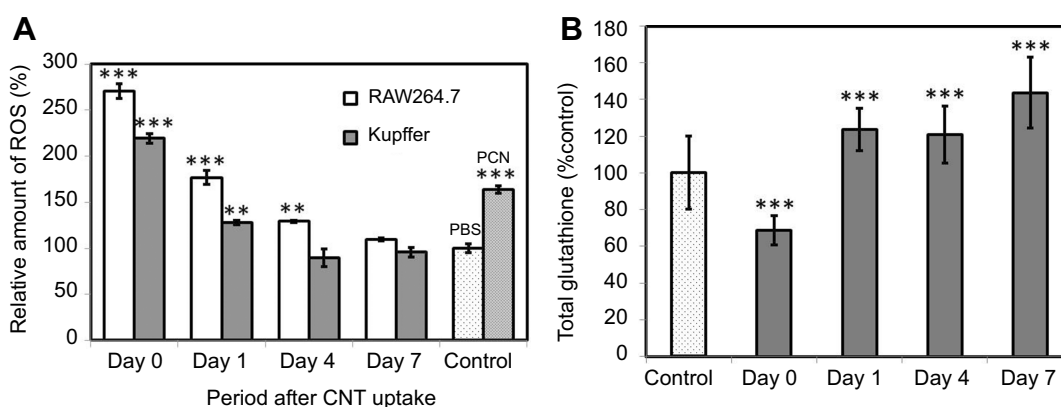 A
Relative amount of ROS (%)
300
250
200
150
100
50
0
***
***
***
**
**
PCN
***
PBS
RAW264.7
Kupffer
Day 0 Day 1 Day 4 Day 7 Control
Period after CNT uptake
B
Total glutathione (%control)
180
160
140
120
100
80
60
40
20
0
***
***
***
***
Control Day 0 Day 1 Day 4 Day 7